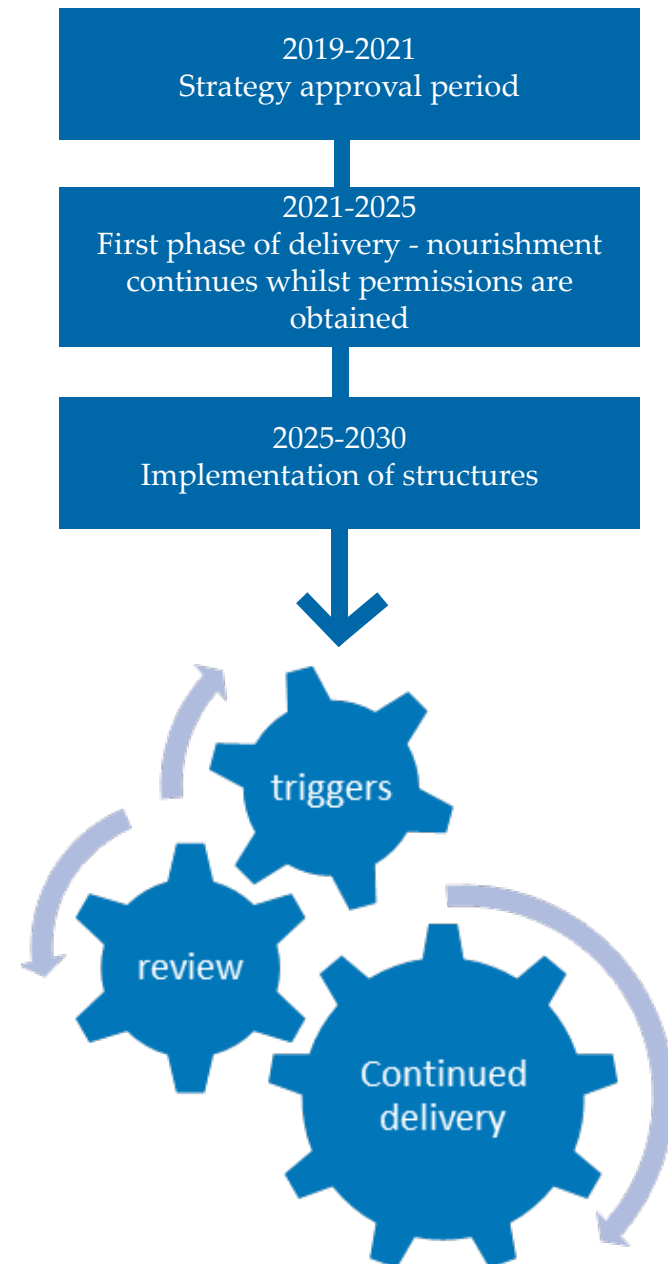 2019-2021
Strategy approval period
2021-2025
First phase of delivery - nourishment
continues whilst permissions are
obtained
2025-2030
Implementation of structures
triggers
review
Continued
delivery